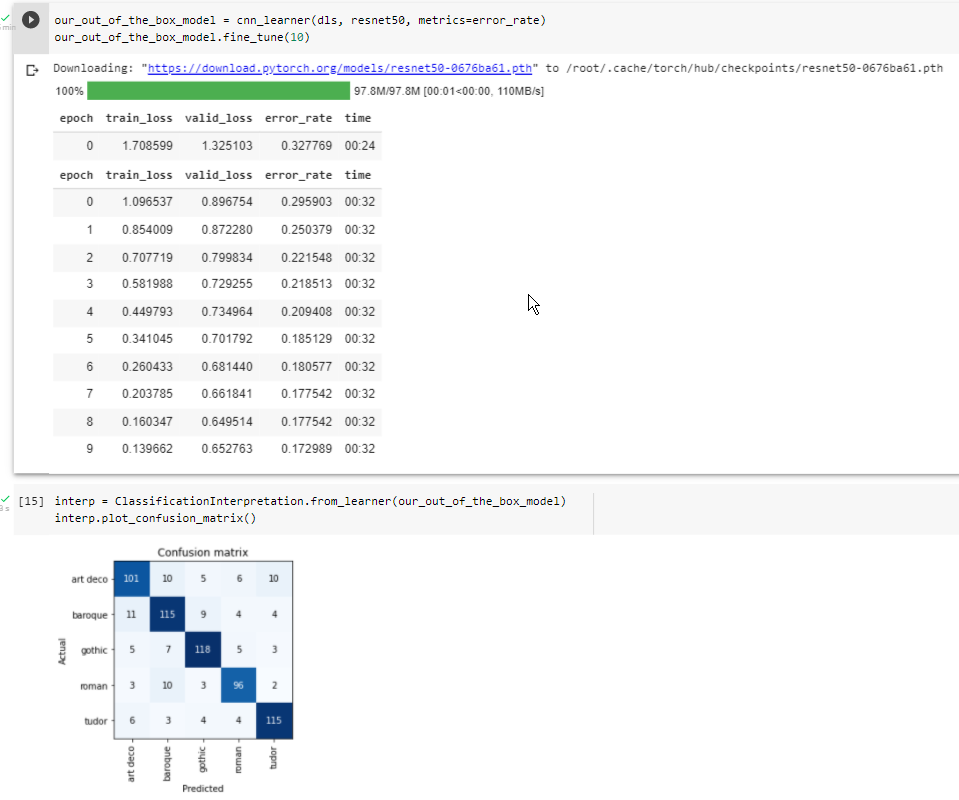 our_out_of_the_box_model = cnn_learner(dls, resnet50, metrics=error_rate)
our_out_of_the_box_model.fine_tune(10)
Downloading: "https://download.pytorch.org/models/resnet50-0676ba61.pth" to /root/.cache/torch/hub/checkpoints/resnet50-0676ba61.pth
100% 97.8M/97.8M [00:01<00:00, 110MB/s]
epoch train_loss valid_loss error_rate time
0 1.708599 1.325103 0.327769 00:24
epoch train_loss valid_loss error_rate time
0 1.096537 0.896754 0.295903 00:32
1 0.854009 0.872280 0.250379 00:32
2 0.707719 0.799834 0.221548 00:32
3 0.581988 0.729255 0.218513 00:32
4 0.449793 0.734964 0.209408 00:32
5 0.341045 0.701792 0.185129 00:32
6 0.260433 0.681440 0.180577 00:32
7 0.203785 0.661841 0.177542 00:32
8 0.160347 0.649514 0.177542 00:32
9 0.139662 0.652763 0.172989 00:32
[15] interp = ClassificationInterpretation.from_learner(our_out_of_the_box_model)
interp.plot_confusion_matrix()
Confusion matrix
art deco 101 10 5 6 10
baroque 11 115 9 4 4
gothic 5 7 118 5 3
roman 3 10 3 96 2
tudor 6 3 4 4 115
Actual
art deco baroque gothic roman tudor
Predicted